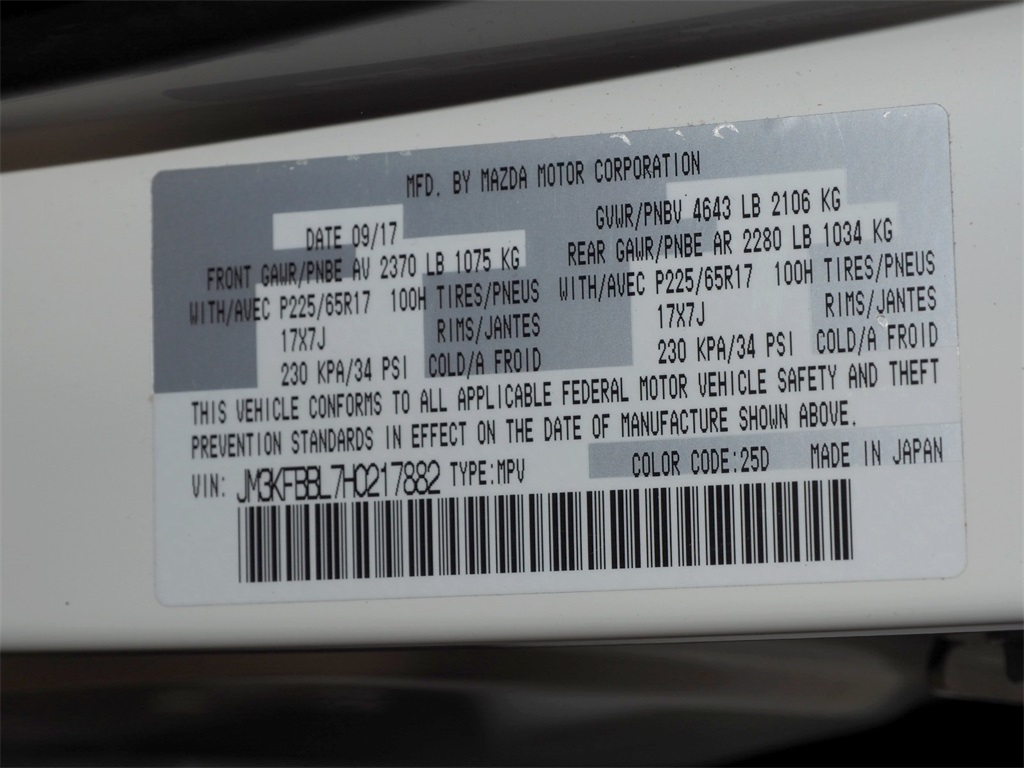 MFD. BY MAZDA MOTOR CORPORATION
DATE 09/17 GVWR/PNBV 4643 LB 2106 KG
FRONT GAWR/PNBE AV 2370 LB 1075 KG REAR GAWR/PNBE AR 2280 LB 1034 KG
WITH/AVEC P225/65R17 100H TIRES/PNEUS WITH/AVEC P225/65R17 100H TIRES/PNEUS
17X7J RIMS/JANTES 17X7J RIMS/JANTES
230 KPA/34 PSI COLD/A FROID 230 KPA/34 PSI COLD/A FROID
THIS VEHICLE CONFORMS TO ALL APPLICABLE FEDERAL MOTOR VEHICLE SAFETY AND THEFT
PREVENTION STANDARDS IN EFFECT ON THE DATE OF MANUFACTURE SHOWN ABOVE.
VIN: JM3KFBBL7H0217882 TYPE:MPV COLOR CODE:25D MADE IN JAPAN